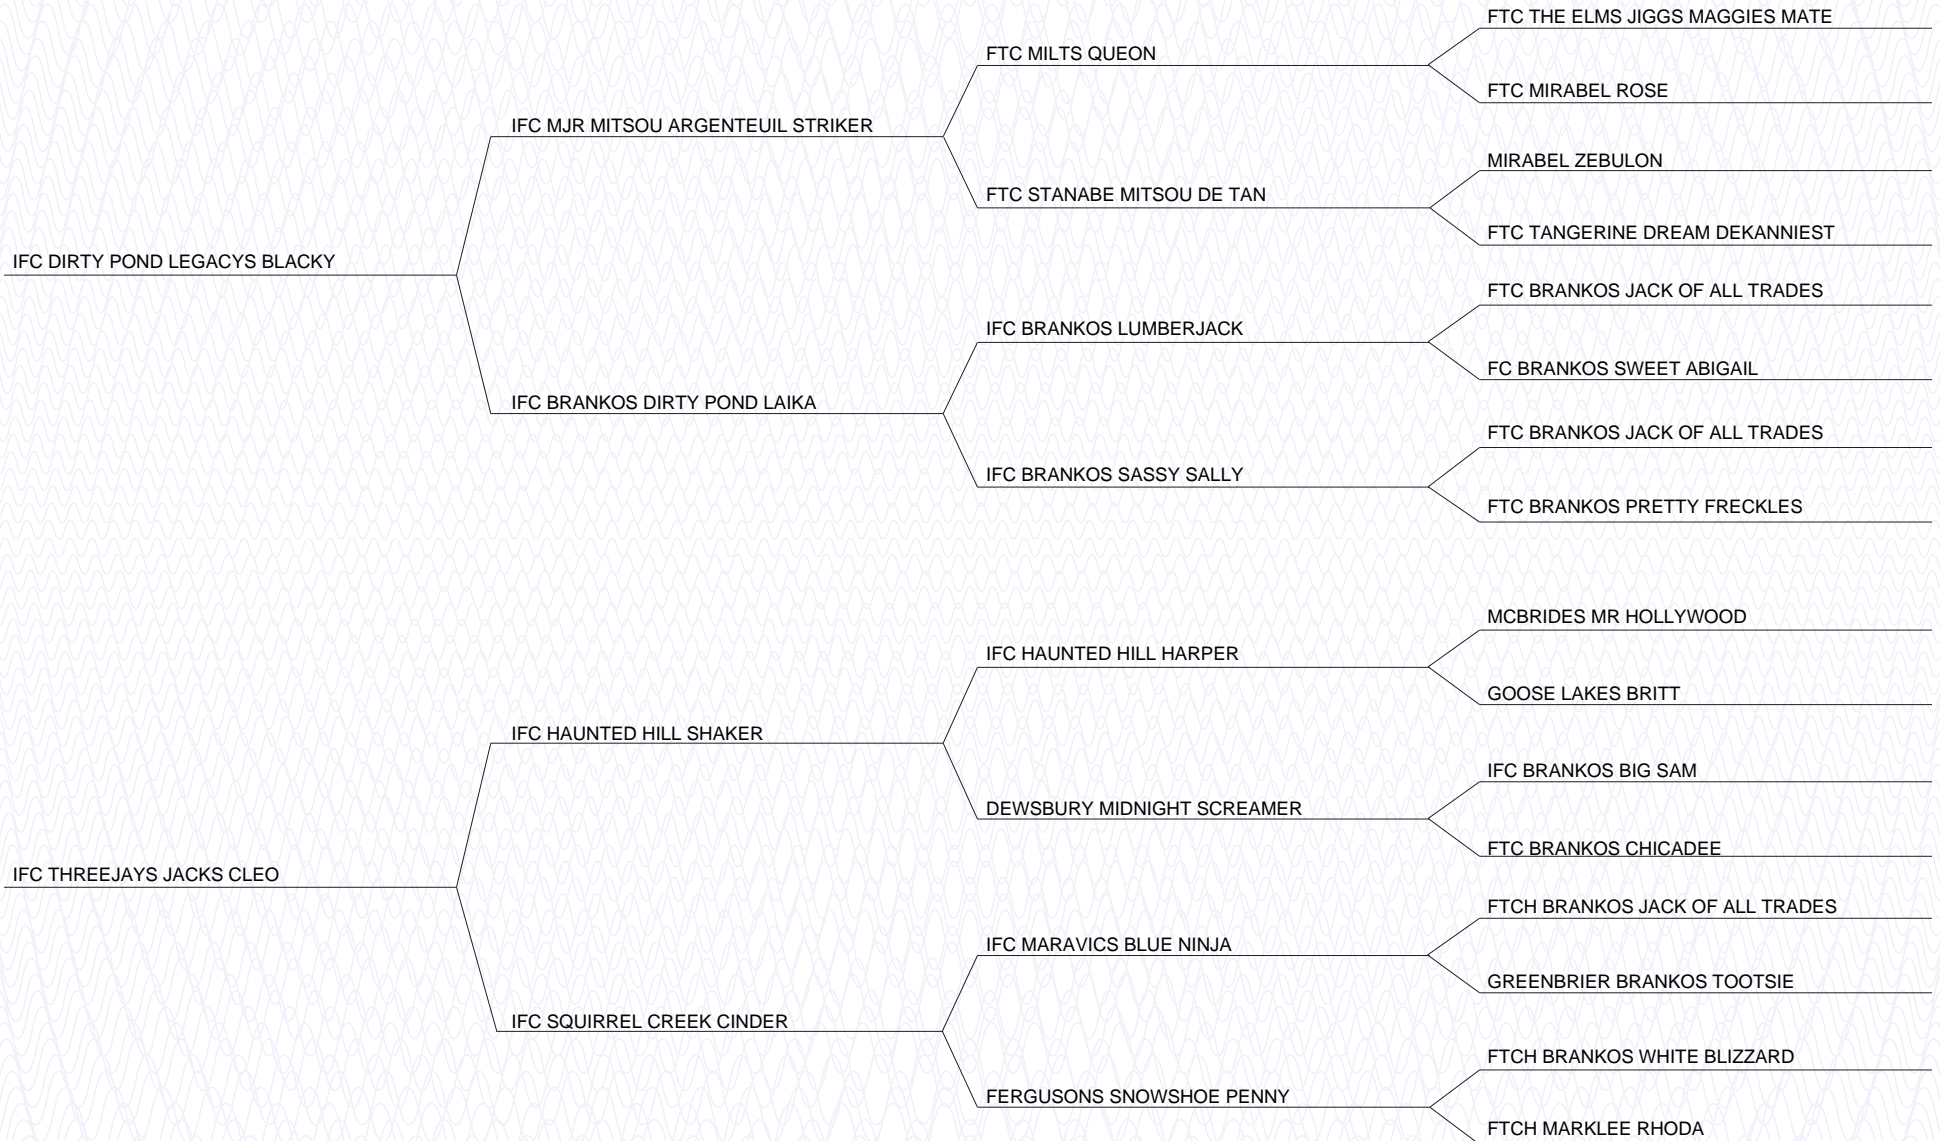 FTC THE ELMS JIGGS MAGGIES MATE
FTC MILTS QUEON
FTC MIRABEL ROSE
IFC MJR MITSOU ARGENTEUIL STRIKER
MIRABEL ZEBULON
FTC STANABE MITSOU DE TAN
FTC TANGERINE DREAM DEKANNIEST
IFC DIRTY POND LEGACYS BLACKY
FTC BRANKOS JACK OF ALL TRADES
IFC BRANKOS LUMBERJACK
FC BRANKOS SWEET ABIGAIL
IFC BRANKOS DIRTY POND LAIKA
FTC BRANKOS JACK OF ALL TRADES
IFC BRANKOS SASSY SALLY
FTC BRANKOS PRETTY FRECKLES
MCBRIDES MR HOLLYWOOD
IFC HAUNTED HILL HARPER
GOOSE LAKES BRITT
IFC HAUNTED HILL SHAKER
IFC BRANKOS BIG SAM
DEWSBURY MIDNIGHT SCREAMER
FTC BRANKOS CHICADEE
IFC THREEJAYS JACKS CLEO
FTCH BRANKOS JACK OF ALL TRADES
IFC MARAVICS BLUE NINJA
GREENBRIER BRANKOS TOOTSIE
IFC SQUIRREL CREEK CINDER
FTCH BRANKOS WHITE BLIZZARD
FERGUSONS SNOWSHOE PENNY
FTCH MARKLEE RHODA